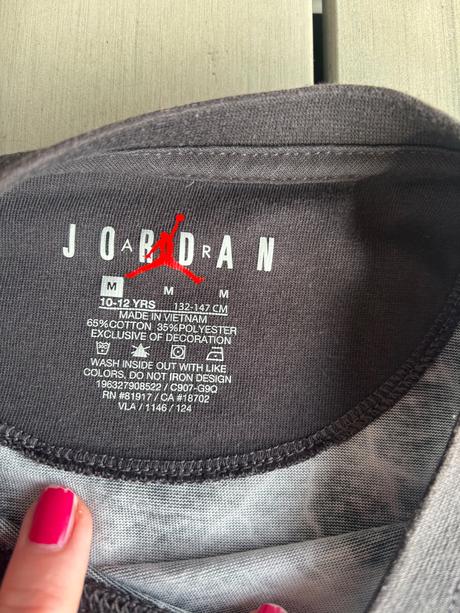 JORDAN
AIR
M M M
10-12 YRS 132-147 CM
MADE IN VIETNAM
65%COTTON 35%POLYESTER
EXCLUSIVE OF DECORATION
WASH INSIDE OUT WITH LIKE
COLORS, DO NOT IRON DESIGN
196327908522 / C907-G9Q
RN #81917 / CA #18702
VLA / 1146 / 124